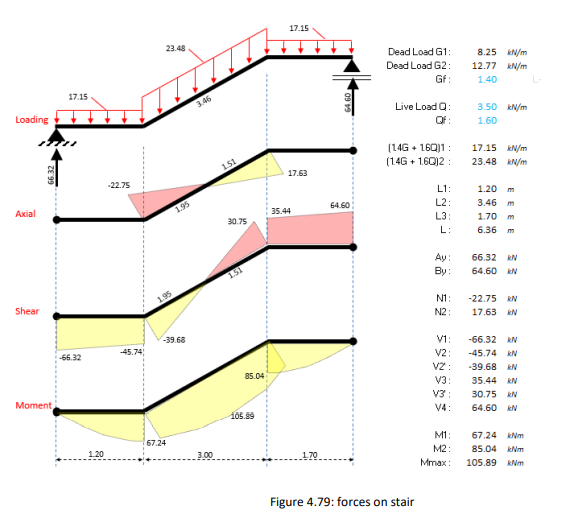 17.15
23.48
17.15
3.46
Loading
66.32
64.60
Dead Load G1: 8.25 kN/m
Dead Load G2: 12.77 kN/m
Gf: 1.40
Live Load Q: 3.50 kN/m
Qf: 1.60
(1.4G + 1.6Q)1 : 17.15 kN/m
(1.4G + 1.6Q)2 : 23.48 kN/m
L1: 1.20 m
L2: 3.46 m
L3: 1.70 m
L: 6.36 m
Ay: 66.32 kN
By: 64.60 kN
N1: -22.75 kN
N2: 17.63 kN
V1: -66.32 kN
V2: -45.74 kN
V2': -39.68 kN
V3: 35.44 kN
V3': 30.75 kN
V4: 64.60 kN
M1: 67.24 kNm
M2: 85.04 kNm
Mmax: 105.89 kNm
Axial
-22.75
1.51
17.63
1.95
Shear
30.75
35.44
64.60
1.51
1.95
-39.68
-66.32
-45.74
Moment
85.04
105.89
67.24
1.20
3.00
1.70
Figure 4.79: forces on stair